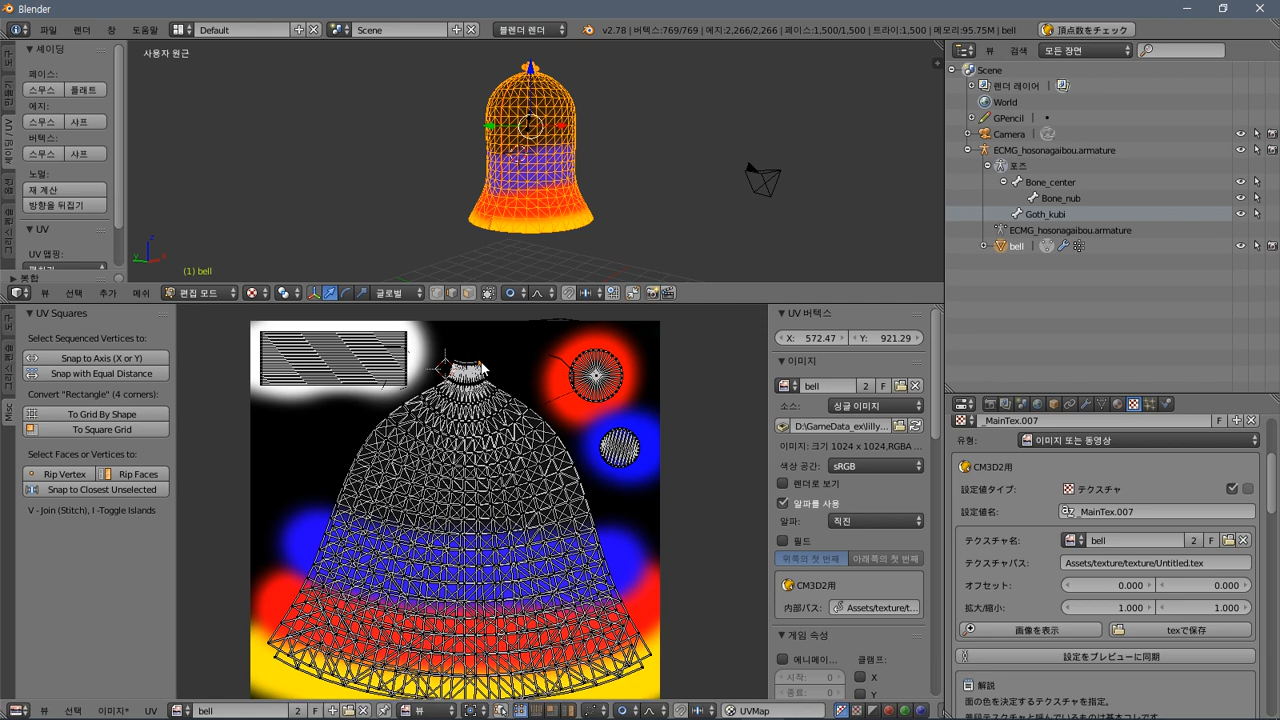 Blender
파일 렌더 창 도움말 Default Scene 블렌더 렌더 v2.78 | 버텍스:769/769 | 에지:2,266/2,266 | 페이스:1,500/1,500 | 트라이:1,500 | 메모리:95.75M | bell 頂点数をチェック
셰이딩
페이스:
스무스 플래트
에지:
스무스 샤프
버텍스:
스무스 샤프
노멀:
재 계산
방향을 뒤집기
UV
UV 맵핑:
사용자 원근
(1) bell
뷰 선택 추가 메쉬 편집 모드 글로벌
뷰 검색 모든 장면
Scene
렌더 레이어
World
GPencil
Camera
ECMG_hosonagaibou.armature
포즈
Bone_center
Bone_nub
Goth_kubi
ECMG_hosonagaibou.armature
bell
UV Squares
Select Sequenced Vertices to:
Snap to Axis (X or Y)
Snap with Equal Distance
Convert "Rectangle" (4 corners):
To Grid By Shape
To Square Grid
Select Faces or Vertices to:
Rip Vertex Rip Faces
Snap to Closest Unselected
V - Join (Stitch), I -Toggle Islands
Misc
UV 버텍스
X: 572.47 Y: 921.29
이미지
bell 2 F
소스: 싱글 이미지
D:\GameData_ex\lilly
이미지: 크기 1024 x 1024,RGBA ...
색상 공간: sRGB
렌더로 보기
알파를 사용
알파: 직진
필드
위쪽의 첫 번째 아래쪽의 첫 번째
CM3D2用
内部パス: Assets/texture/t...
게임 속성
에니메이... 클램프:
시작: 0 X
종료: 0 Y
뷰 선택 이미지* UV bell 2 F 뷰 UVMap
_MainTex.007 F
유형: 이미지 또는 동영상
CM3D2用
設定値タイプ: テクスチャ
設定値名: _MainTex.007
テクスチャ名: bell 2 F
テクスチャパス: Assets/texture/texture/Untitled.tex
オフセット: 0.000 0.000
拡大/縮小: 1.000 1.000
画像を表示 texで保存
設定をプレビューに同期
解説
面の色を決定するテクスチャを指定。